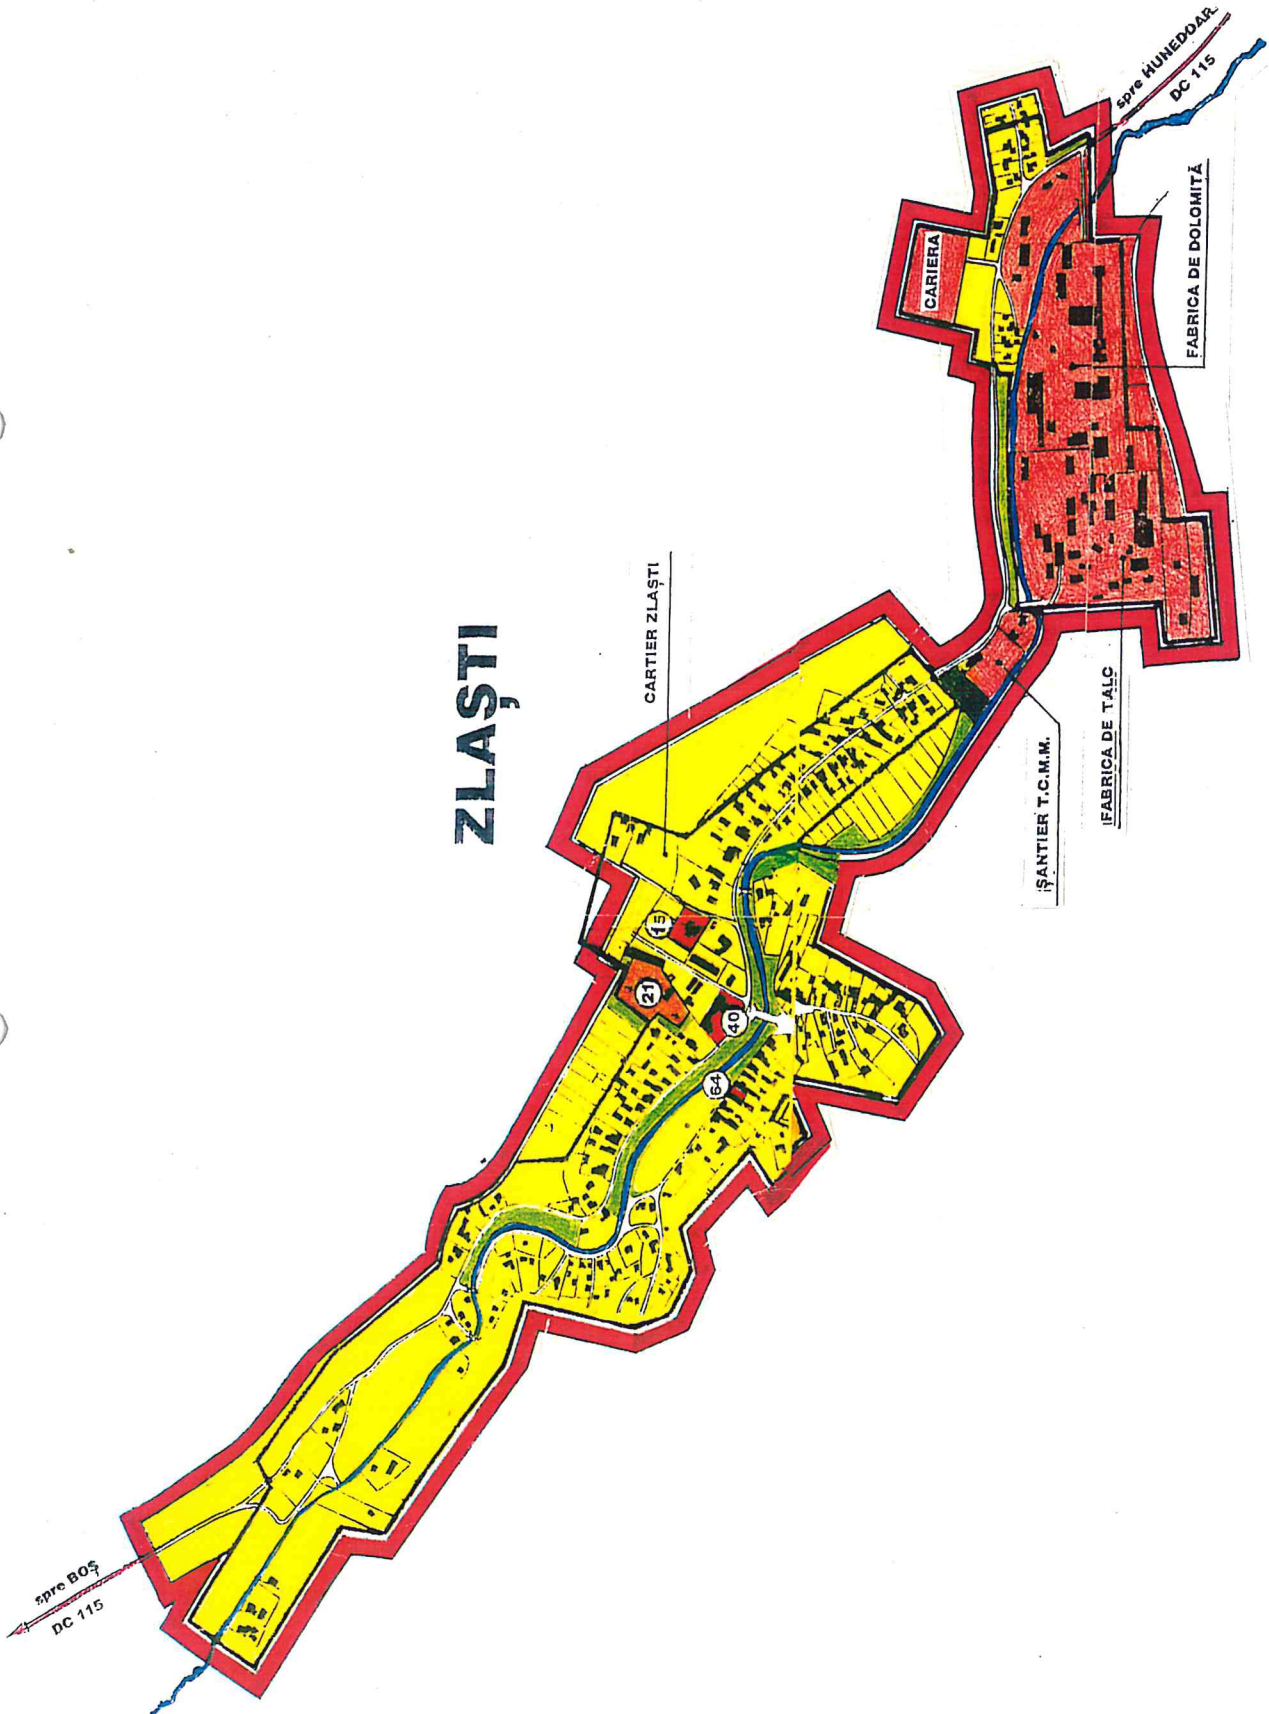 ZLAȘTI
spre HUNEDOAR
DC 115
CARIERA
FABRICA DE DOLOMITĂ
CARTIER ZLAȘTI
ȘANTIER T.C.M.M.
FABRICA DE TALC
15
21
40
64
spre BOȘ
DC 115